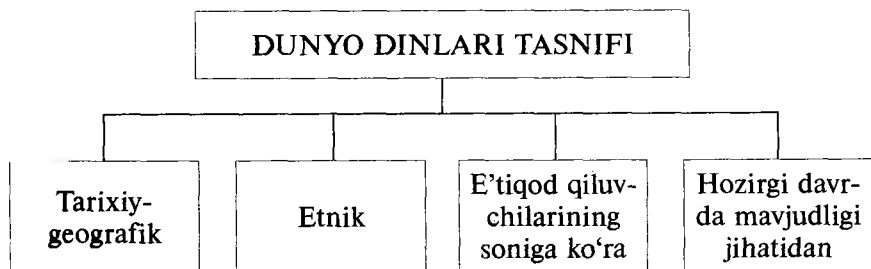 DUNYO DINLARI TASNIFI
Tarixiy-
geografik
Etnik
E'tiqod qiluv-
chilarining
soniga ko‘ra
Hozirgi davr-
da mavjudligi
jihatidan